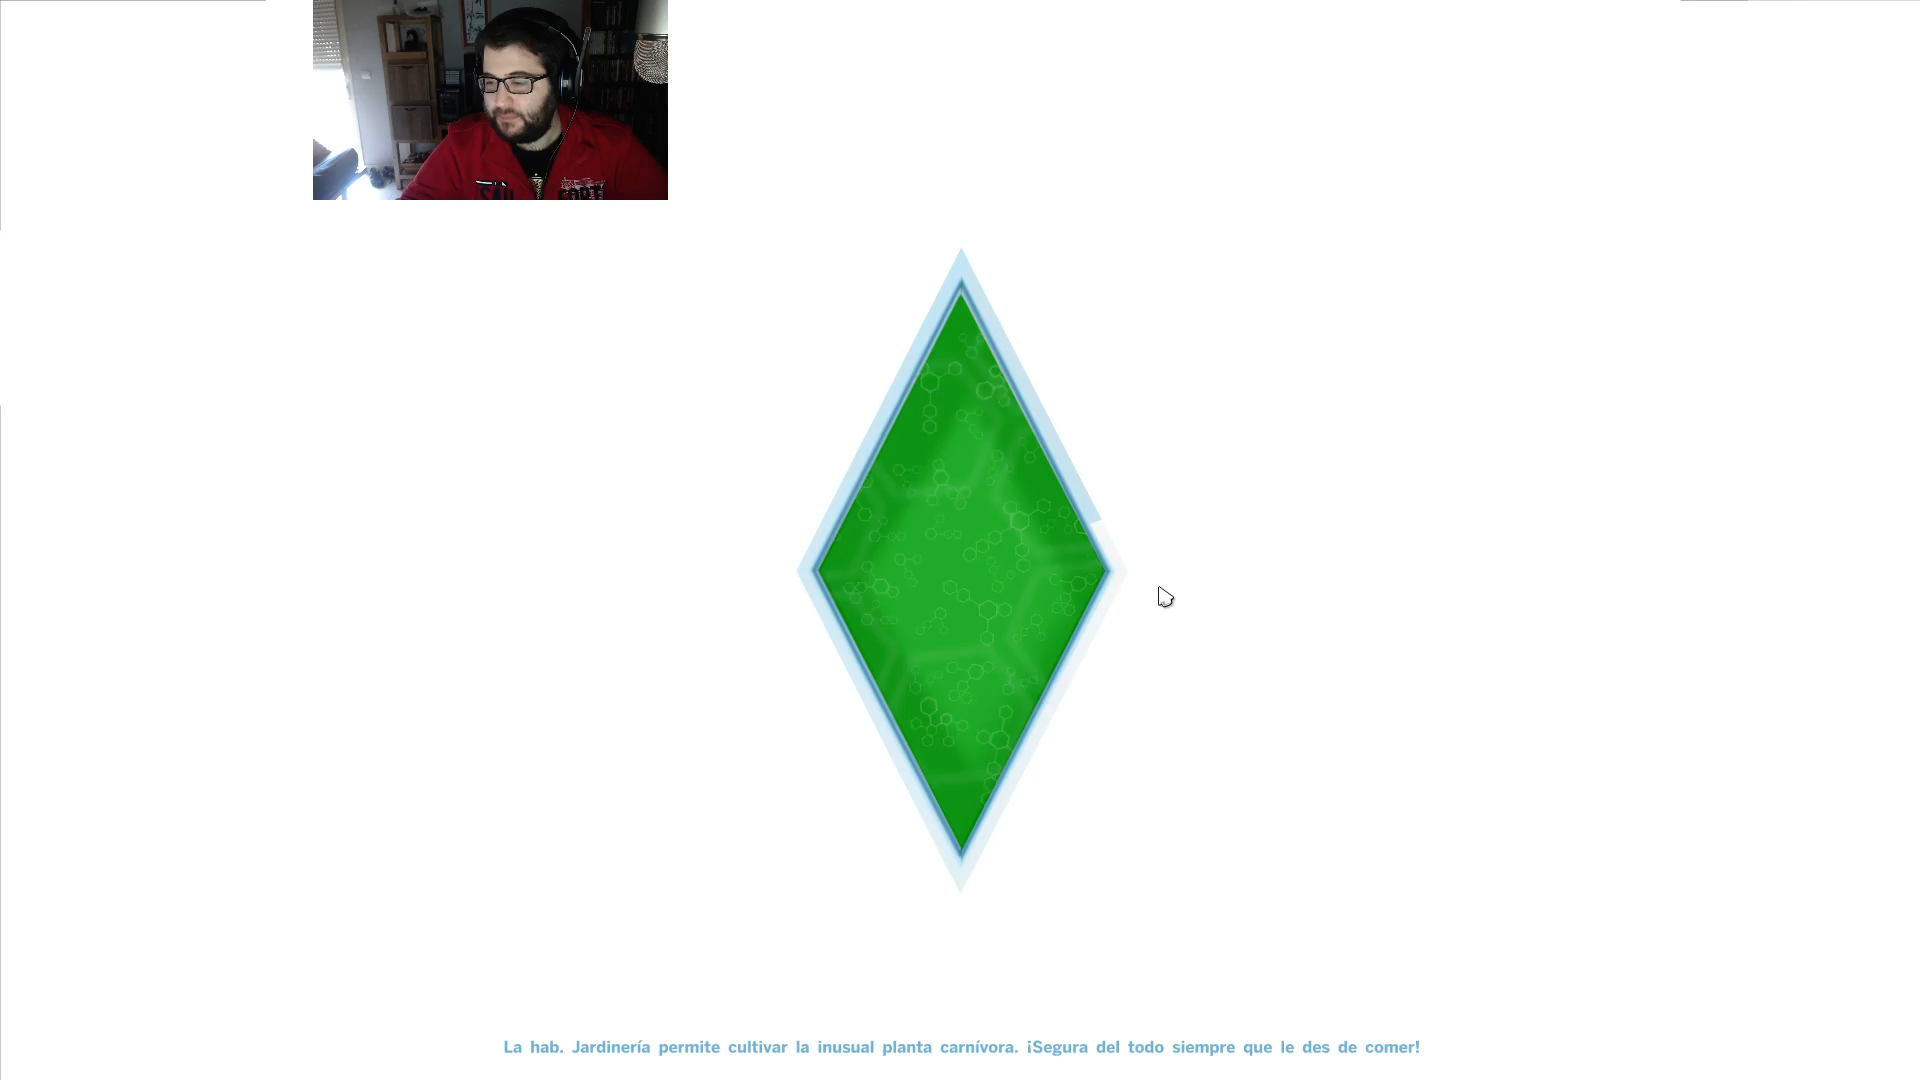 La hab. Jardinería permite cultivar la inusual planta carnívora. ¡Segura del todo siempre que le des de comer!